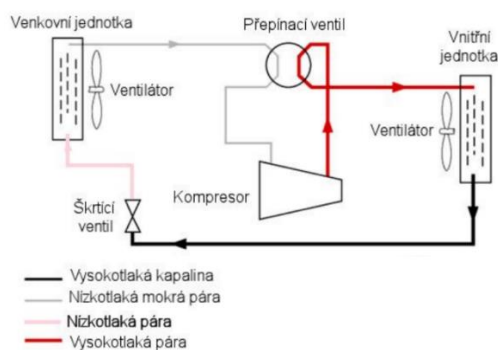 Venkovní jednotka
Přepínací ventil
Vnitřní
jednotka
Ventilátor
Ventilátor
Škrtící
ventil
Kompresor
Vysokotlaká kapalina
Nízkotlaká mokrá pára
Nízkotlaká pára
Vysokotlaká pára